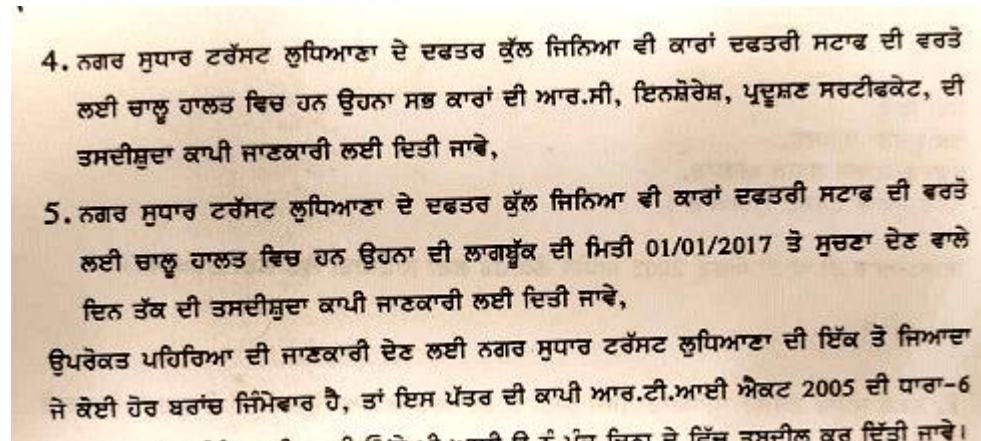 4. ਨਗਰ ਸੁਧਾਰ ਟਰੱਸਟ ਲੁਧਿਆਣਾ ਦੇ ਦਫਤਰ ਕੁੱਲ ਜਿਨਿਆ ਵੀ ਕਾਰਾਂ ਦਫਤਰੀ ਸਟਾਫ ਦੀ ਵਰਤੋ
ਲਈ ਚਾਲੂ ਹਾਲਤ ਵਿਚ ਹਨ ਉਹਨਾ ਸਭ ਕਾਰਾਂ ਦੀ ਆਰ.ਸੀ, ਇਨਸ਼ੋਰੇਸ਼, ਪ੍ਰਦੂਸ਼ਣ ਸਰਟੀਫਕੇਟ, ਦੀ
ਤਸਦੀਸ਼ੁਦਾ ਕਾਪੀ ਜਾਣਕਾਰੀ ਲਈ ਦਿਤੀ ਜਾਵੇ,
5. ਨਗਰ ਸੁਧਾਰ ਟਰੱਸਟ ਲੁਧਿਆਣਾ ਦੇ ਦਫਤਰ ਕੁੱਲ ਜਿਨਿਆ ਵੀ ਕਾਰਾਂ ਦਫਤਰੀ ਸਟਾਫ ਦੀ ਵਰਤੋ
ਲਈ ਚਾਲੂ ਹਾਲਤ ਵਿਚ ਹਨ ਉਹਨਾ ਦੀ ਲਾਗਬੁੱਕ ਦੀ ਮਿਤੀ 01/01/2017 ਤੋ ਸੁਚਣਾ ਦੇਣ ਵਾਲੇ
ਦਿਨ ਤੱਕ ਦੀ ਤਸਦੀਸ਼ੁਦਾ ਕਾਪੀ ਜਾਣਕਾਰੀ ਲਈ ਦਿਤੀ ਜਾਵੇ,
ਉਪਰੋਕਤ ਪਹਿਰਿਆ ਦੀ ਜਾਣਕਾਰੀ ਦੇਣ ਲਈ ਨਗਰ ਸੁਧਾਰ ਟਰੱਸਟ ਲੁਧਿਆਣਾ ਦੀ ਇੱਕ ਤੋ ਜਿਆਦਾ
ਜੇ ਕੋਈ ਹੋਰ ਬਰਾਂਚ ਜਿੰਮੇਵਾਰ ਹੈ, ਤਾਂ ਇਸ ਪੱਤਰ ਦੀ ਕਾਪੀ ਆਰ.ਟੀ.ਆਈ ਐਕਟ 2005 ਦੀ ਧਾਰਾ-6
ਤਬਦੀਲ ਕਰ ਦਿੱਤੀ ਜਾਵੇ।